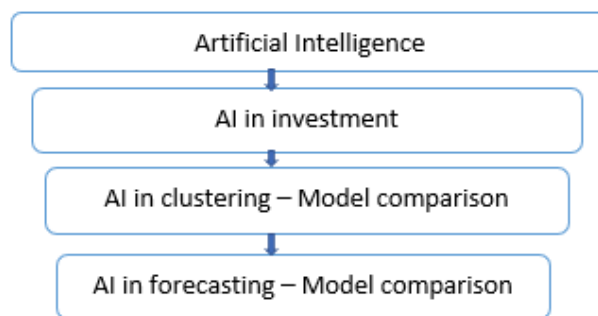 Artificial Intelligence
AI in investment
AI in clustering – Model comparison
AI in forecasting – Model comparison